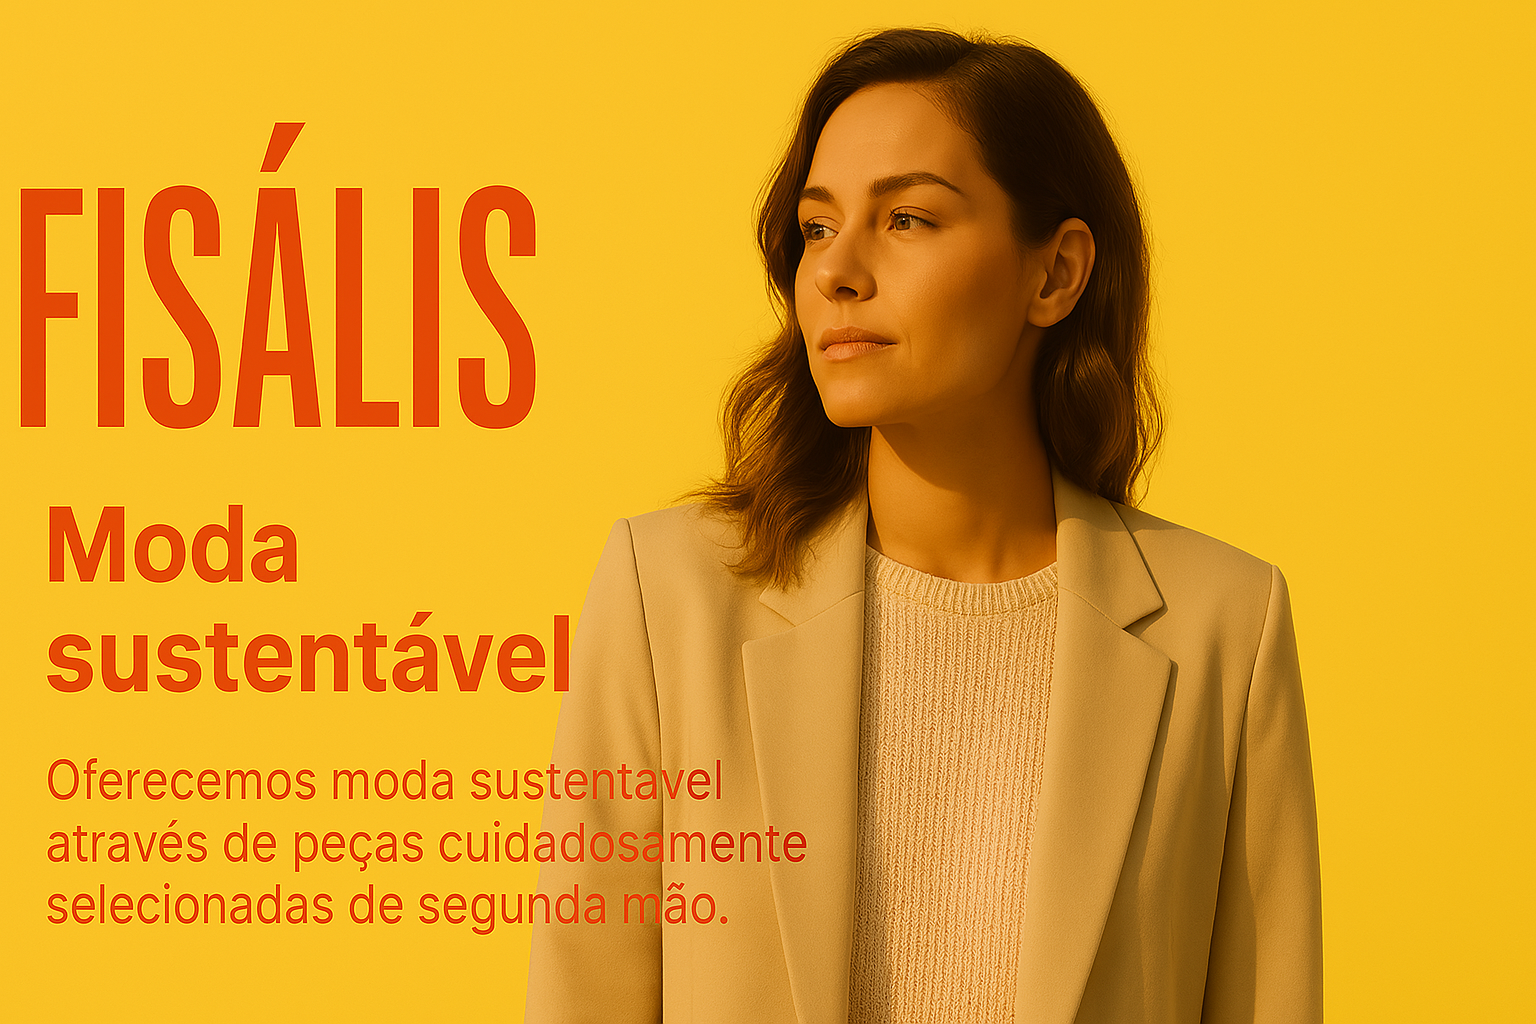 FISÁLIS
Moda
sustentável
Oferecemos moda sustentavel
através de peças cuidadosamente
selecionadas de segunda mão.